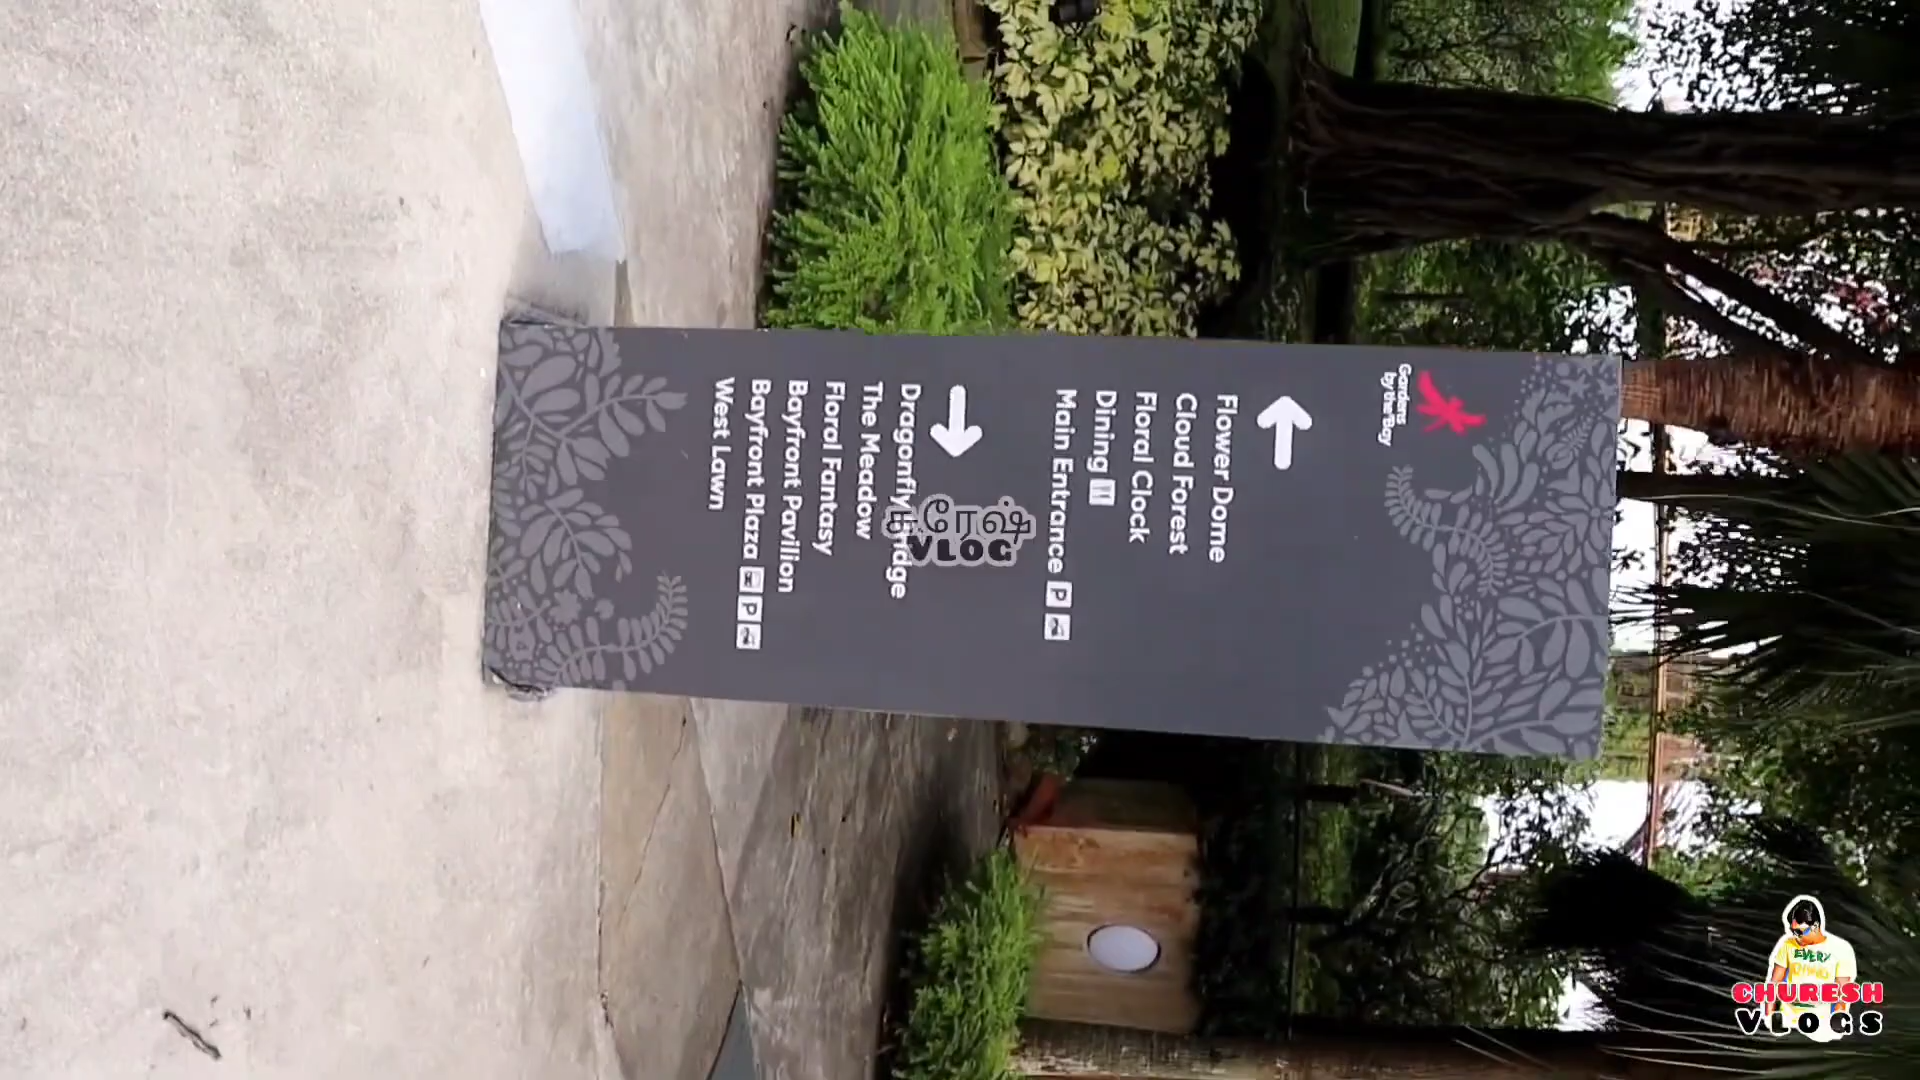 Gardens
by the Bay
Flower Dome
Cloud Forest
Floral Clock
Dining
Main Entrance P
Dragonfly Bridge
The Meadow
Floral Fantasy
Bayfront Pavilion
Bayfront Plaza P
West Lawn
சுரேஷ்
VLOG
EVERY
CHURESH
VLOGS